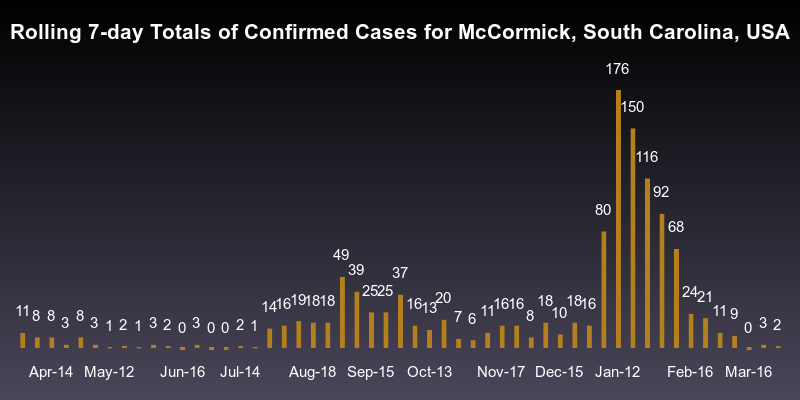 Rolling 7-day Totals of Confirmed Cases for McCormick, South Carolina, USA
11 8 8 3 8 3 1 2 1 3 2 0 3 0 0 2 1 14 16 19 18 18 49 39 25 25 37 16 13 20 7 6 11 16 16 8 18 10 18 16 80 176 150 116 92 68 24 21 11 9 0 3 2
Apr-14 May-12 Jun-16 Jul-14 Aug-18 Sep-15 Oct-13 Nov-17 Dec-15 Jan-12 Feb-16 Mar-16